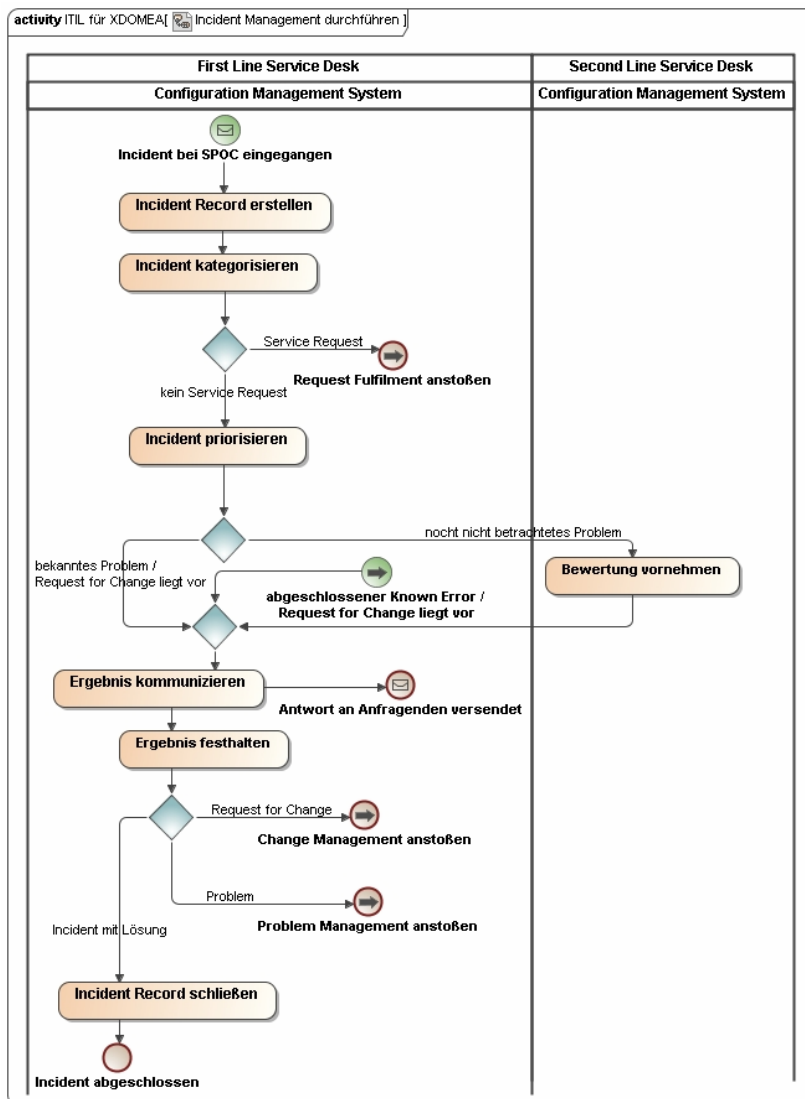 activity ITIL für XDOMEA[ Incident Management durchführen ]
First Line Service Desk
Second Line Service Desk
Configuration Management System
Configuration Management System
Incident bei SPOC eingegangen
Incident Record erstellen
Incident kategorisieren
Service Request
Request Fulfilment anstoßen
kein Service Request
Incident priorisieren
nocht nicht betrachtetes Problem
bekanntes Problem /
Request for Change liegt vor
Bewertung vornehmen
abgeschlossener Known Error /
Request for Change liegt vor
Ergebnis kommunizieren
Antwort an Anfragenden versendet
Ergebnis festhalten
Request for Change
Change Management anstoßen
Problem
Problem Management anstoßen
Incident mit Lösung
Incident Record schließen
Incident abgeschlossen